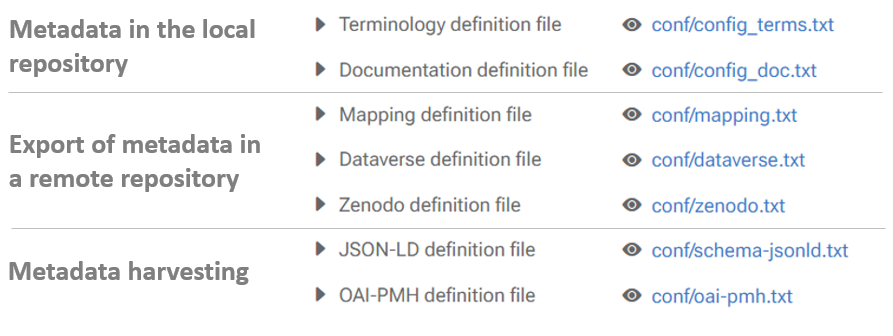 Metadata in the local
repository
Terminology definition file conf/config_terms.txt
Documentation definition file conf/config_doc.txt
Export of metadata in
a remote repository
Mapping definition file conf/mapping.txt
Dataverse definition file conf/dataverse.txt
Zenodo definition file conf/zenodo.txt
Metadata harvesting
JSON-LD definition file conf/schema-jsonld.txt
OAI-PMH definition file conf/oai-pmh.txt